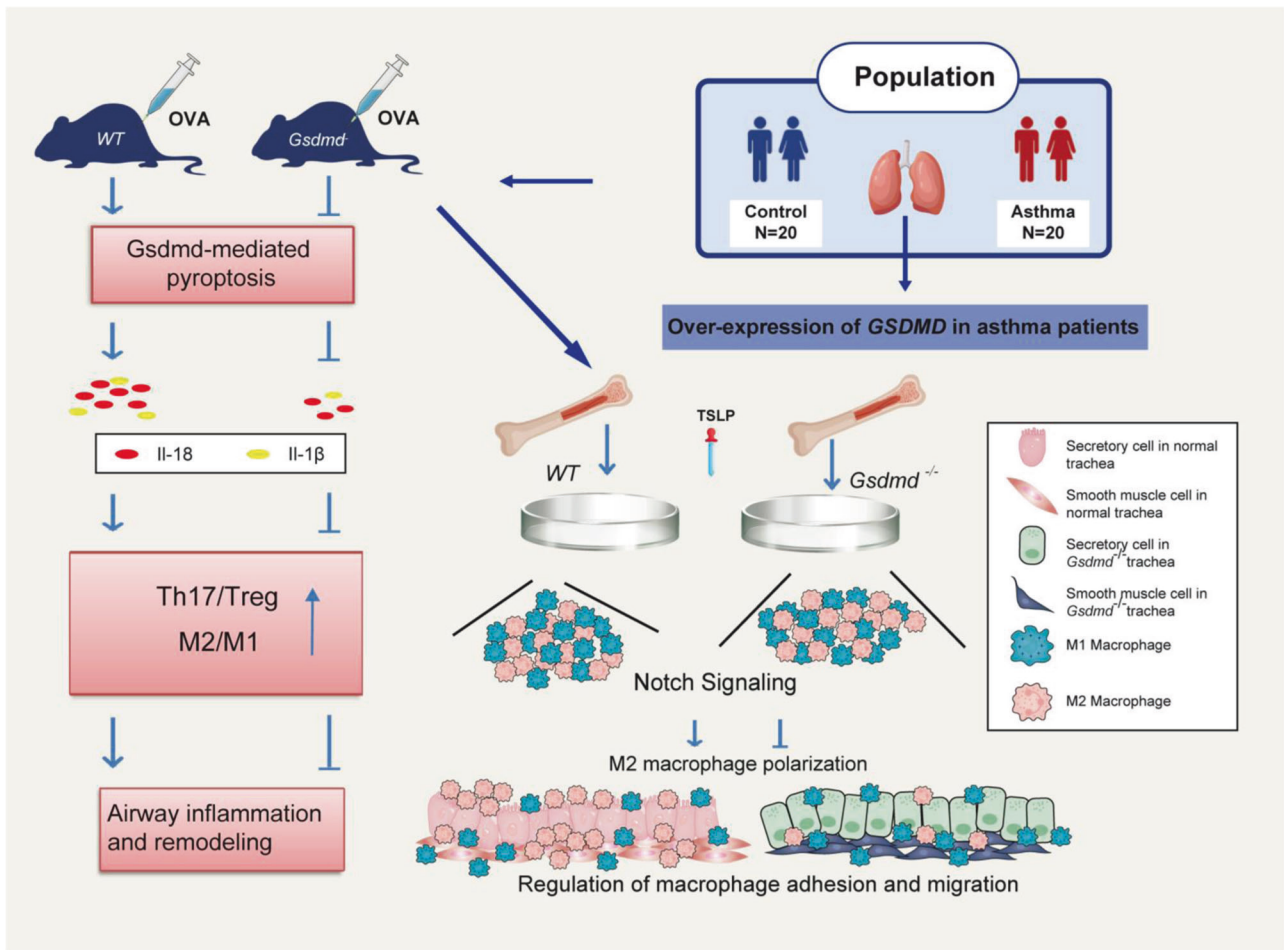 WT
OVA
Gsdmd-
OVA
Gsdmd-mediated
pyroptosis
Il-18
Il-1β
Th17/Treg
M2/M1
Airway inflammation
and remodeling
Population
Control
N=20
Asthma
N=20
Over-expression of GSDMD in asthma patients
TSLP
WT
Gsdmd -/-
Notch Signaling
M2 macrophage polarization
Regulation of macrophage adhesion and migration
Secretory cell in normal
trachea
Smooth muscle cell in
normal trachea
Secretory cell in
Gsdmd-/-trachea
Smooth muscle cell in
Gsdmd-/-trachea
M1 Macrophage
M2 Macrophage